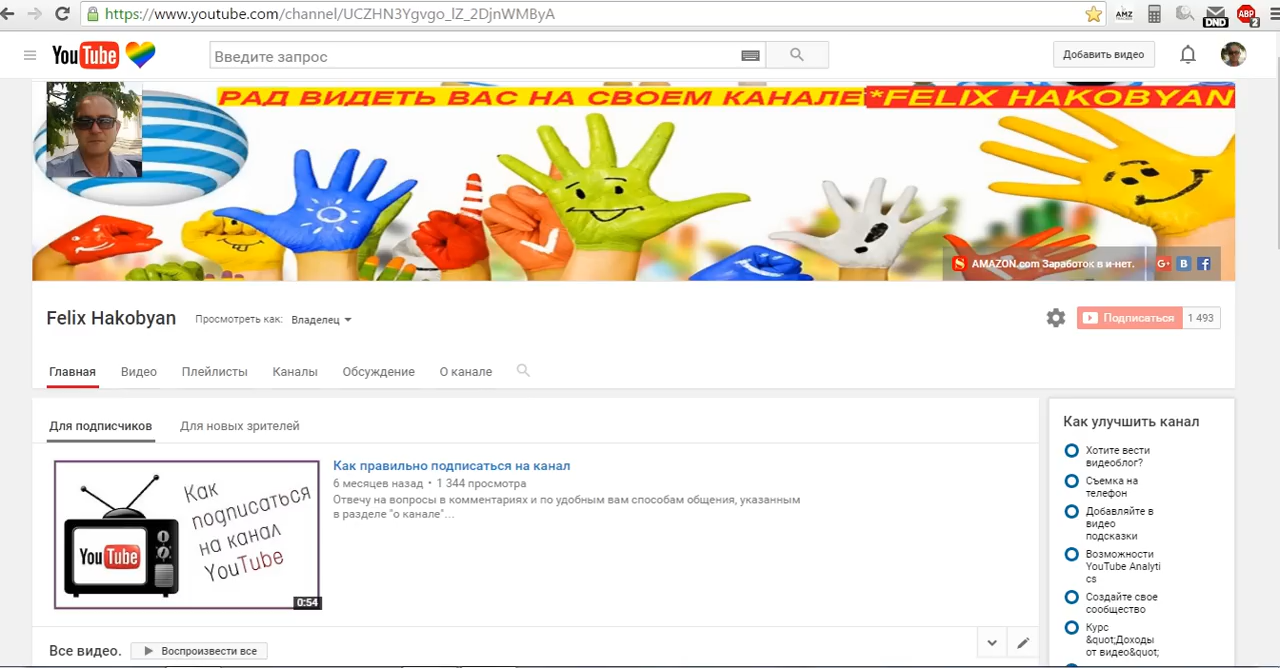 https://www.youtube.com/channel/UCZHN3Ygvgo_lZ_2DjnWMByA
AMZ
DND
ABP
2
YouTube
Введите запрос
Добавить видео
РАД ВИДЕТЬ ВАС НА СВОЕМ КАНАЛЕ *FELIX HAKOBYAN
AMAZON.com Заработок в и-нет.
Felix Hakobyan
Просмотреть как: Владелец
Подписаться 1 493
Главная Видео Плейлисты Каналы Обсуждение О канале
Для подписчиков Для новых зрителей
Как правильно подписаться на канал
6 месяцев назад • 1 344 просмотра
Отвечу на вопросы в комментариях и по удобным вам способам общения, указанным
в разделе "о канале"...
Как
подписаться
на канал
YouTube
YouTube
0:54
Все видео. Воспроизвести все
Как улучшить канал
Хотите вести
видеоблог?
Съемка на
телефон
Добавляйте в
видео
подсказки
Возможности
YouTube Analyti
cs
Создайте свое
сообщество
Курс
&quot;Доходы
от видео&quot;